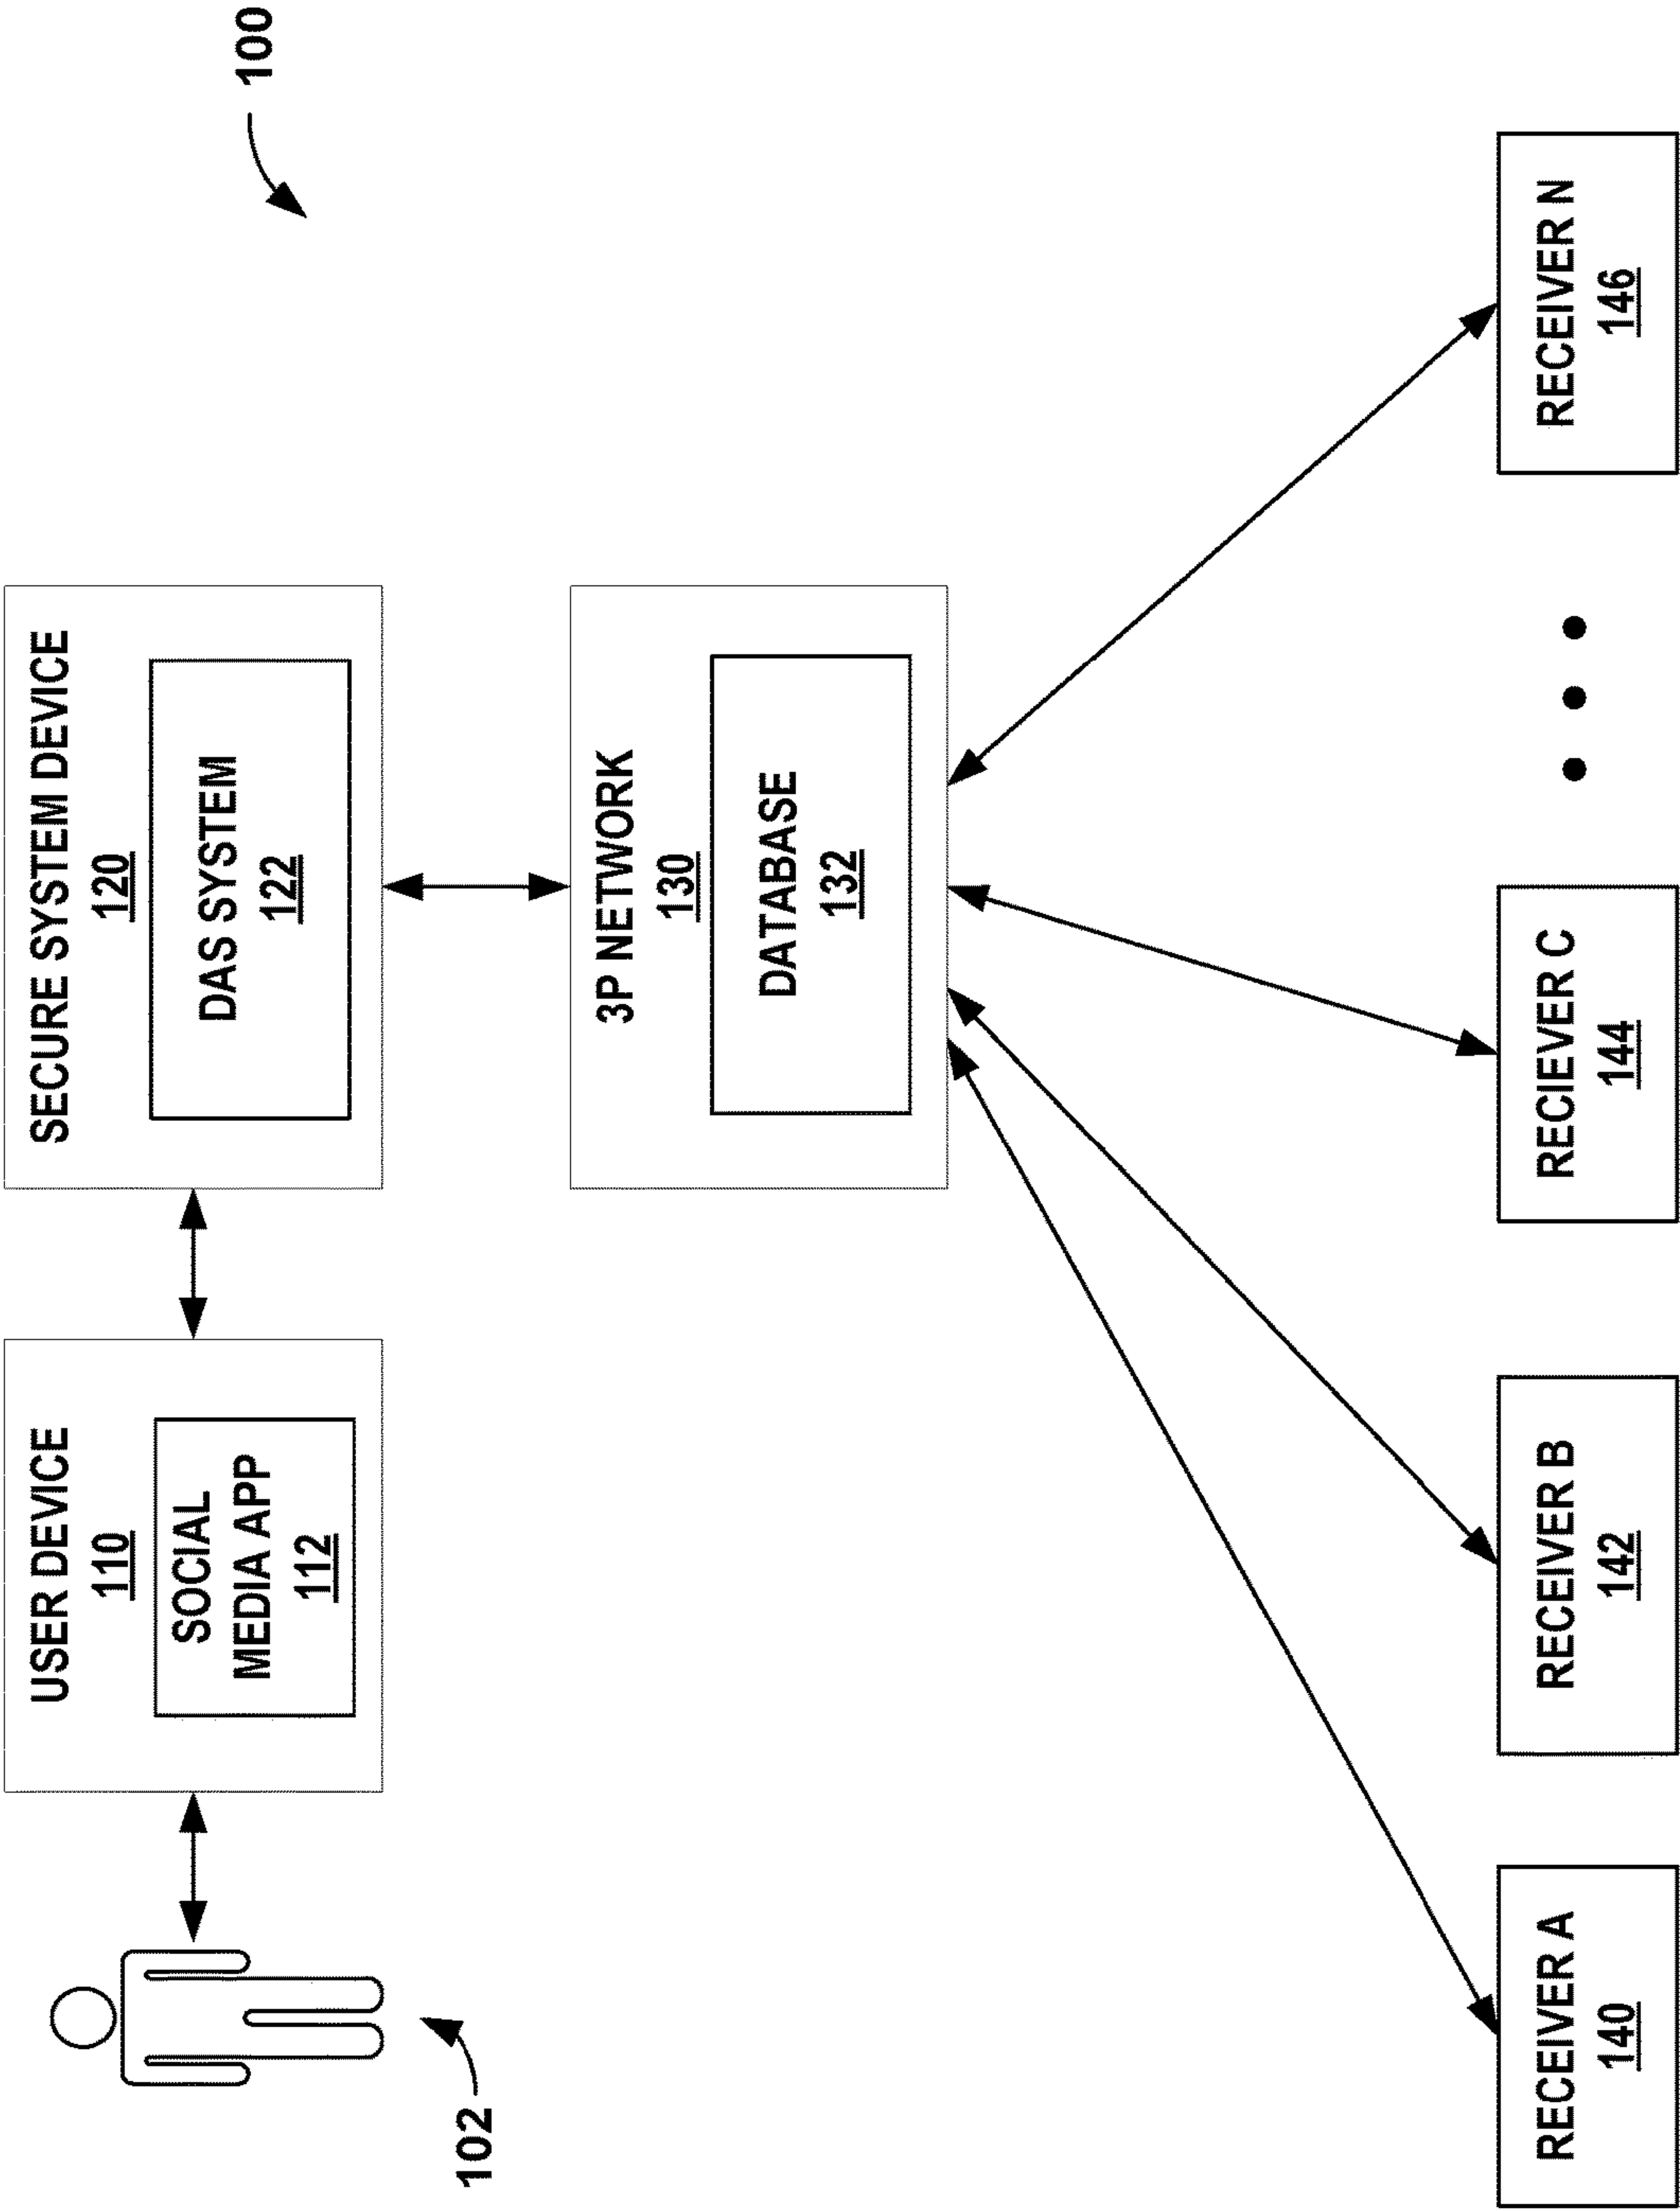 100
102
USER DEVICE
110
SOCIAL
MEDIA APP
112
SECURE SYSTEM DEVICE
120
DAS SYSTEM
122
3P NETWORK
130
DATABASE
132
RECEIVER A
140
RECEIVER B
142
RECIEVER C
144
RECEIVER N
146